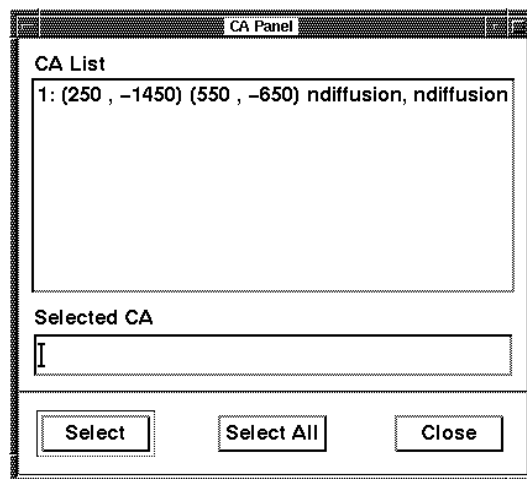 CA Panel
CA List
1: (250 , −1450) (550 , −650) ndiffusion, ndiffusion
Selected CA
Select
Select All
Close